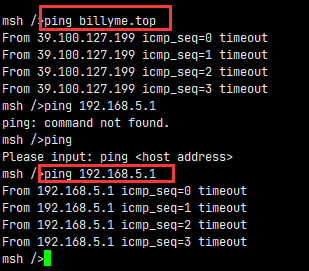 msh />ping billyme.top
From 39.100.127.199 icmp_seq=0 timeout
From 39.100.127.199 icmp_seq=1 timeout
From 39.100.127.199 icmp_seq=2 timeout
From 39.100.127.199 icmp_seq=3 timeout
msh />ping 192.168.5.1
ping: command not found.
msh />ping
Please input: ping <host address>
msh />ping 192.168.5.1
From 192.168.5.1 icmp_seq=0 timeout
From 192.168.5.1 icmp_seq=1 timeout
From 192.168.5.1 icmp_seq=2 timeout
From 192.168.5.1 icmp_seq=3 timeout
msh />